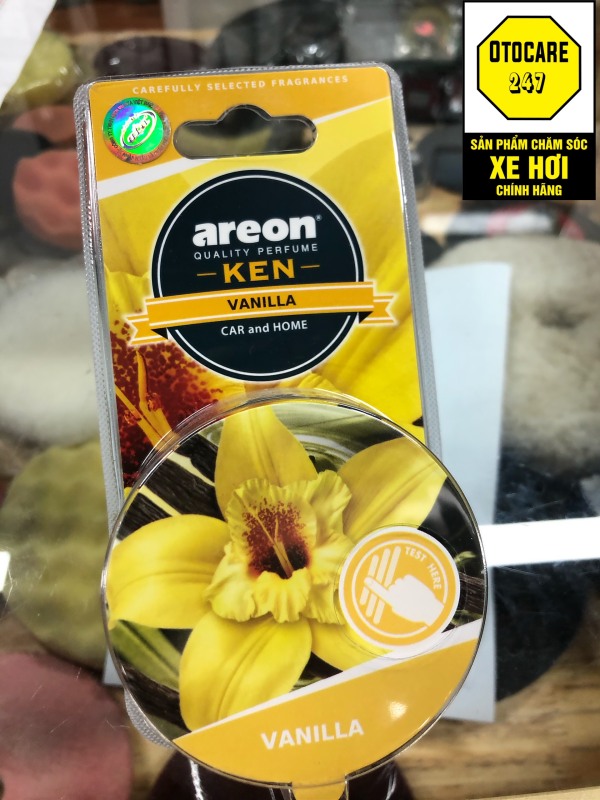 OTOCARE
247
SẢN PHẨM CHĂM SÓC
XE HƠI
CHÍNH HÃNG
CAREFULLY SELECTED FRAGRANCES
areon®
QUALITY PERFUME
KEN
VANILLA
CAR and HOME
TEST HERE
VANILLA